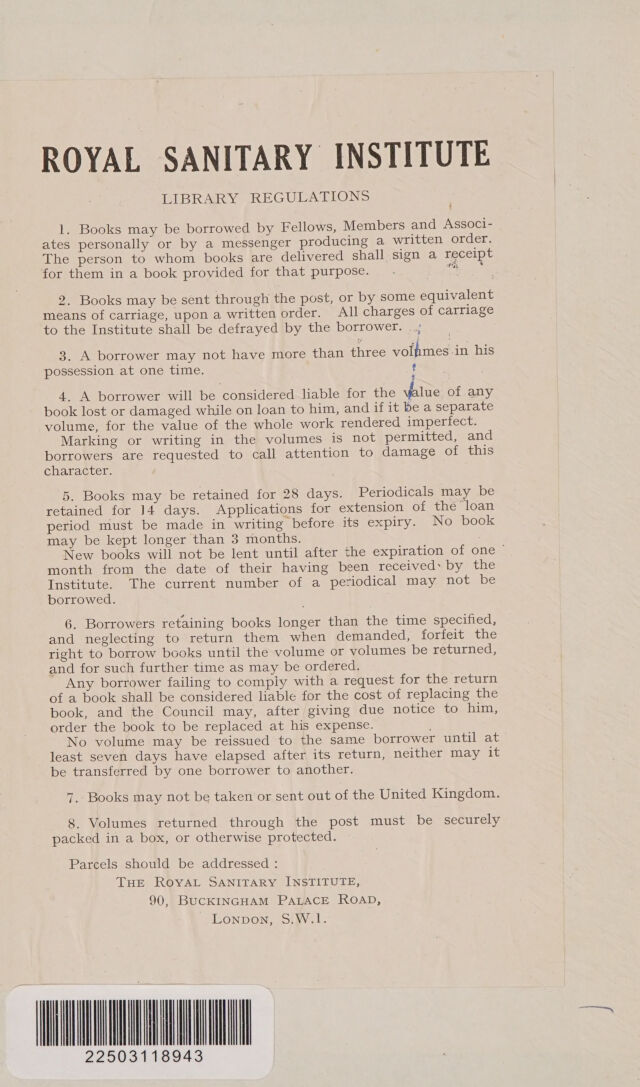 ROYAL SANITARY INSTITUTE
LIBRARY REGULATIONS
1. Books may be borrowed by Fellows, Members and Associ-
ates personally or by a messenger producing a written order.
The person to whom books are delivered shall sign a receipt
for them in a book provided for that purpose.
2. Books may be sent through the post, or by some equivalent
means of carriage, upon a written order. All charges of carriage
to the Institute shall be defrayed by the borrower.
3. A borrower may not have more than three volumes in his
possession at one time.
4. A borrower will be considered liable for the value of any
book lost or damaged while on loan to him, and if it be a separate
volume, for the value of the whole work rendered imperfect.
Marking or writing in the volumes is not permitted, and
borrowers are requested to call attention to damage of this
character.
5. Books may be retained for 28 days. Periodicals may be
retained for 14 days. Applications for extension of the loan
period must be made in writing before its expiry. No book
may be kept longer than 3 months.
New books will not be lent until after the expiration of one
month from the date of their having been received by the
Institute. The current number of a periodical may not be
borrowed.
6. Borrowers retaining books longer than the time specified,
and neglecting to return them when demanded, forfeit the
right to borrow books until the volume or volumes be returned,
and for such further time as may be ordered.
Any borrower failing to comply with a request for the return
of a book shall be considered liable for the cost of replacing the
book, and the Council may, after giving due notice to him,
order the book to be replaced at his expense.
No volume may be reissued to the same borrower until at
least seven days have elapsed after its return, neither may it
be transferred by one borrower to another.
7. Books may not be taken or sent out of the United Kingdom.
8. Volumes returned through the post must be securely
packed in a box, or otherwise protected.
Parcels should be addressed :
THE ROYAL SANITARY INSTITUTE,
90, BUCKINGHAM PALACE ROAD,
LONDON, S.W.1.
22503118943